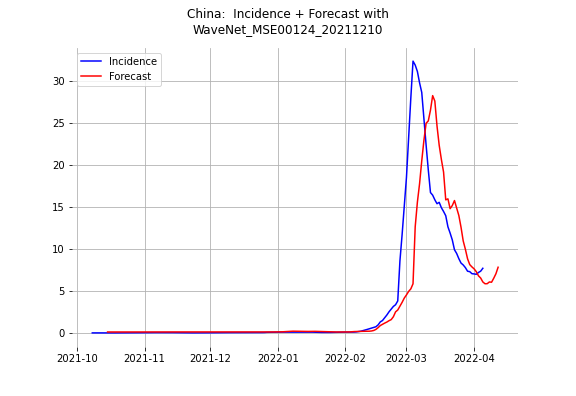 China:  Incidence + Forecast with
WaveNet_MSE00124_20211210
Incidence
Forecast
30
25
20
15
10
5
0
2021-10 2021-11 2021-12 2022-01 2022-02 2022-03 2022-04